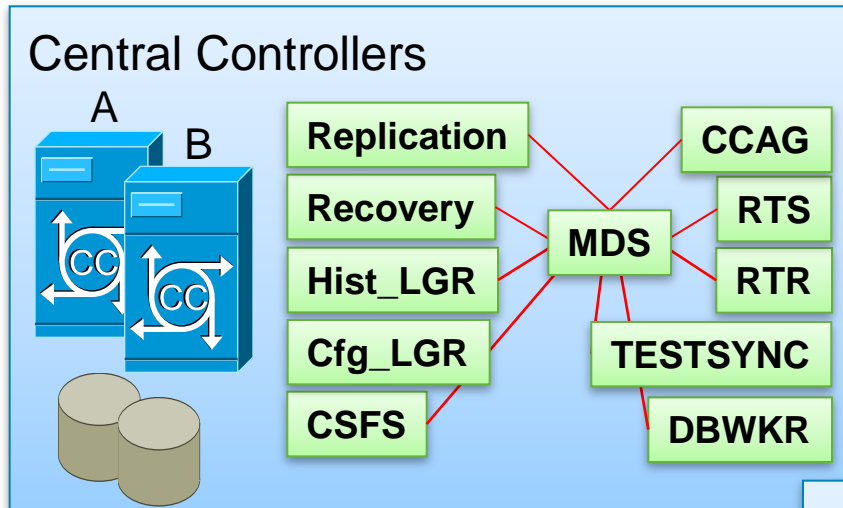 Central Controllers
A
B
CC
CC
Replication
Recovery
Hist_LGR
Cfg_LGR
CSFS
MDS
CCAG
RTS
RTR
TESTSYNC
DBWKR